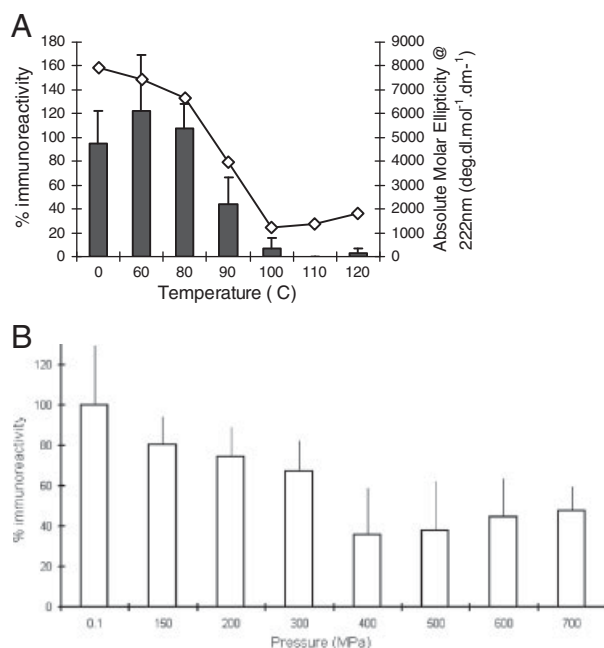 A
180
160
140
120
100
80
60
40
20
0
% immunoreactivity
9000
8000
7000
6000
5000
4000
3000
2000
1000
0
Absolute Molar Ellipticity @
222nm (deg.dl.mol-1.dm-1)
0 60 80 90 100 110 120
Temperature ( C)
B
120
100
80
60
40
20
0
% immunoreactivity
0.1 150 200 300 400 500 600 700
Pressure (MPa)